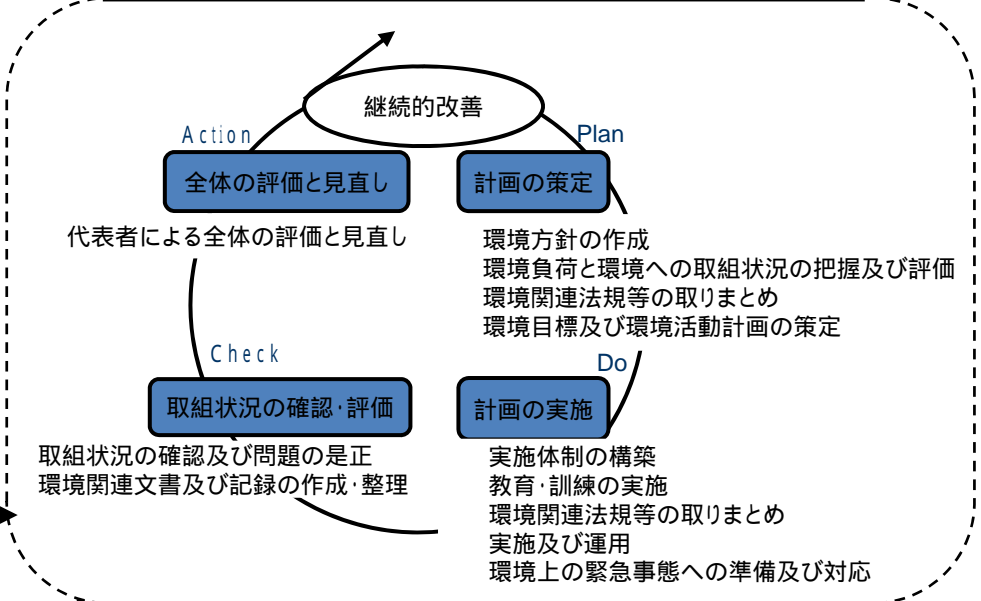 継続的改善
Action
全体の評価と見直し
代表者による全体の評価と見直し
Plan
計画の策定
環境方針の作成
環境負荷と環境への取組状況の把握及び評価
環境関連法規等の取りまとめ
環境目標及び環境活動計画の策定
Check
取組状況の確認・評価
取組状況の確認及び問題の是正
環境関連文書及び記録の作成・整理
Do
計画の実施
実施体制の構築
教育・訓練の実施
環境関連法規等の取りまとめ
実施及び運用
環境上の緊急事態への準備及び対応